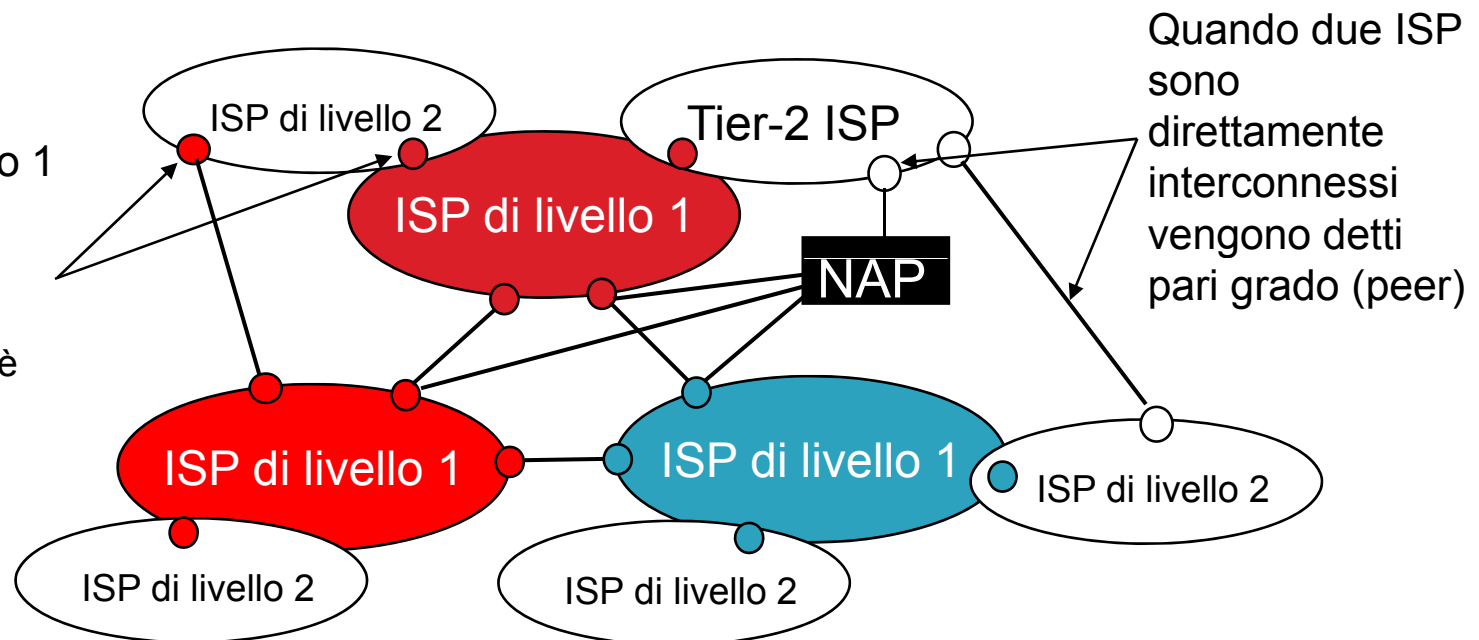 Quando due ISP
sono
direttamente
interconnessi
vengono detti
pari grado (peer)
ISP di livello 2
Tier-2 ISP
o 1
ISP di livello 1
NAP
è
ISP di livello 1
ISP di livello 1
ISP di livello 2
ISP di livello 2
ISP di livello 2